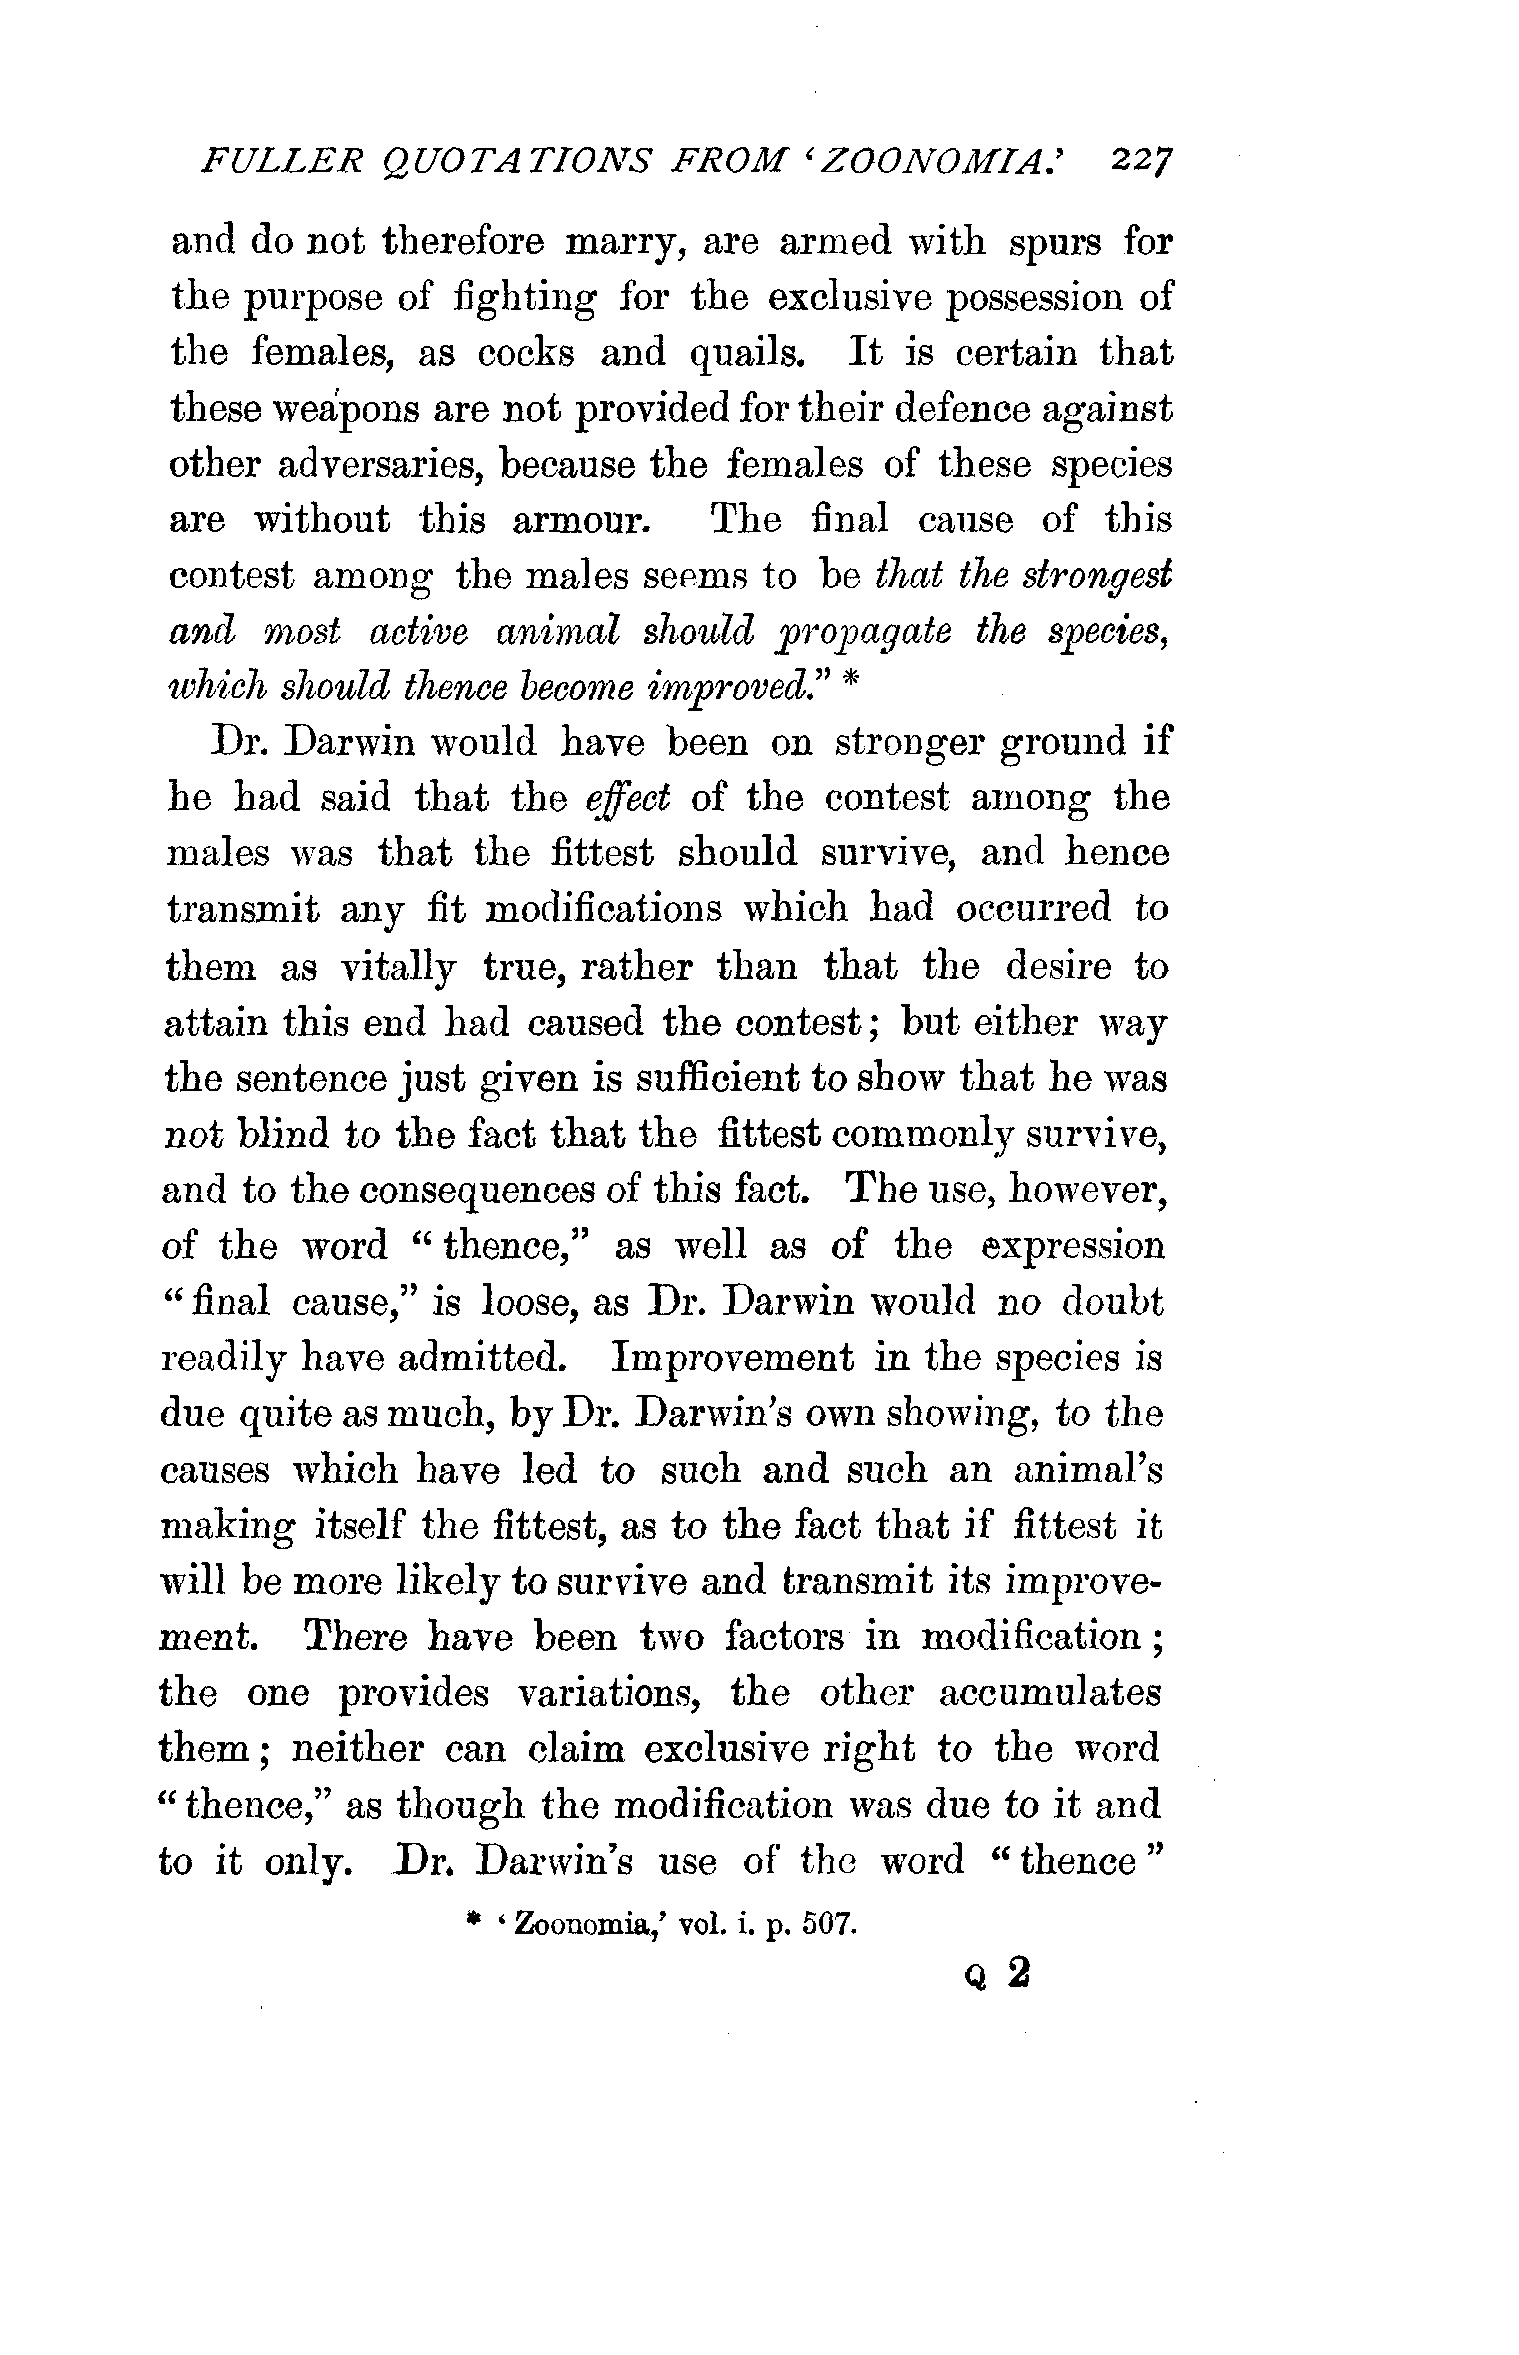 FULLER QUOTATIONS FROM ‘ZOONOMIA.’ 227
and do not therefore marry, are armed with spurs for
the purpose of fighting for the exclusive possession of
the females, as cocks and quails. It is certain that
these weapons are not provided for their defence against
other adversaries, because the females of these species
are without this armour. The final cause of this
contest among the males seems to be that the strongest
and most active animal should propagate the species,
which should thence become improved.” *
Dr. Darwin would have been on stronger ground if
he had said that the effect of the contest among the
males was that the fittest should survive, and hence
transmit any fit modifications which had occurred to
them as vitally true, rather than that the desire to
attain this end had caused the contest; but either way
the sentence just given is sufficient to show that he was
not blind to the fact that the fittest commonly survive,
and to the consequences of this fact. The use, however,
of the word “thence,” as well as of the expression
“final cause,” is loose, as Dr. Darwin would no doubt
readily have admitted. Improvement in the species is
due quite as much, by Dr. Darwin’s own showing, to the
causes which have led to such and such an animal’s
making itself the fittest, as to the fact that if fittest it
will be more likely to survive and transmit its improve-
ment. There have been two factors in modification;
the one provides variations, the other accumulates
them; neither can claim exclusive right to the word
“thence,” as though the modification was due to it and
to it only. Dr. Darwin’s use of the word “thence”
* ‘Zoonomia,’ vol. i. p. 507.
Q 2